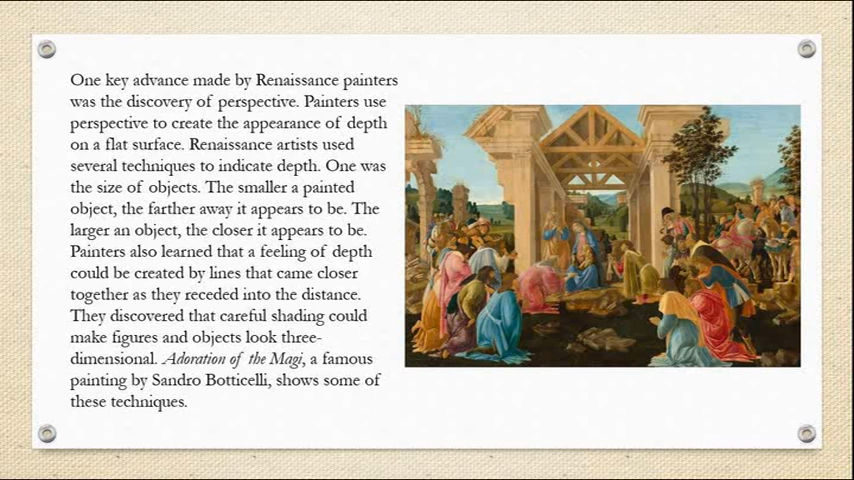 One key advance made by Renaissance painters
was the discovery of perspective. Painters use
perspective to create the appearance of depth
on a flat surface. Renaissance artists used
several techniques to indicate depth. One was
the size of objects. The smaller a painted
object, the farther away it appears to be. The
larger an object, the closer it appears to be.
Painters also learned that a feeling of depth
could be created by lines that came closer
together as they receded into the distance.
They discovered that careful shading could
make figures and objects look three-
dimensional. Adoration of the Magi, a famous
painting by Sandro Botticelli, shows some of
these techniques.